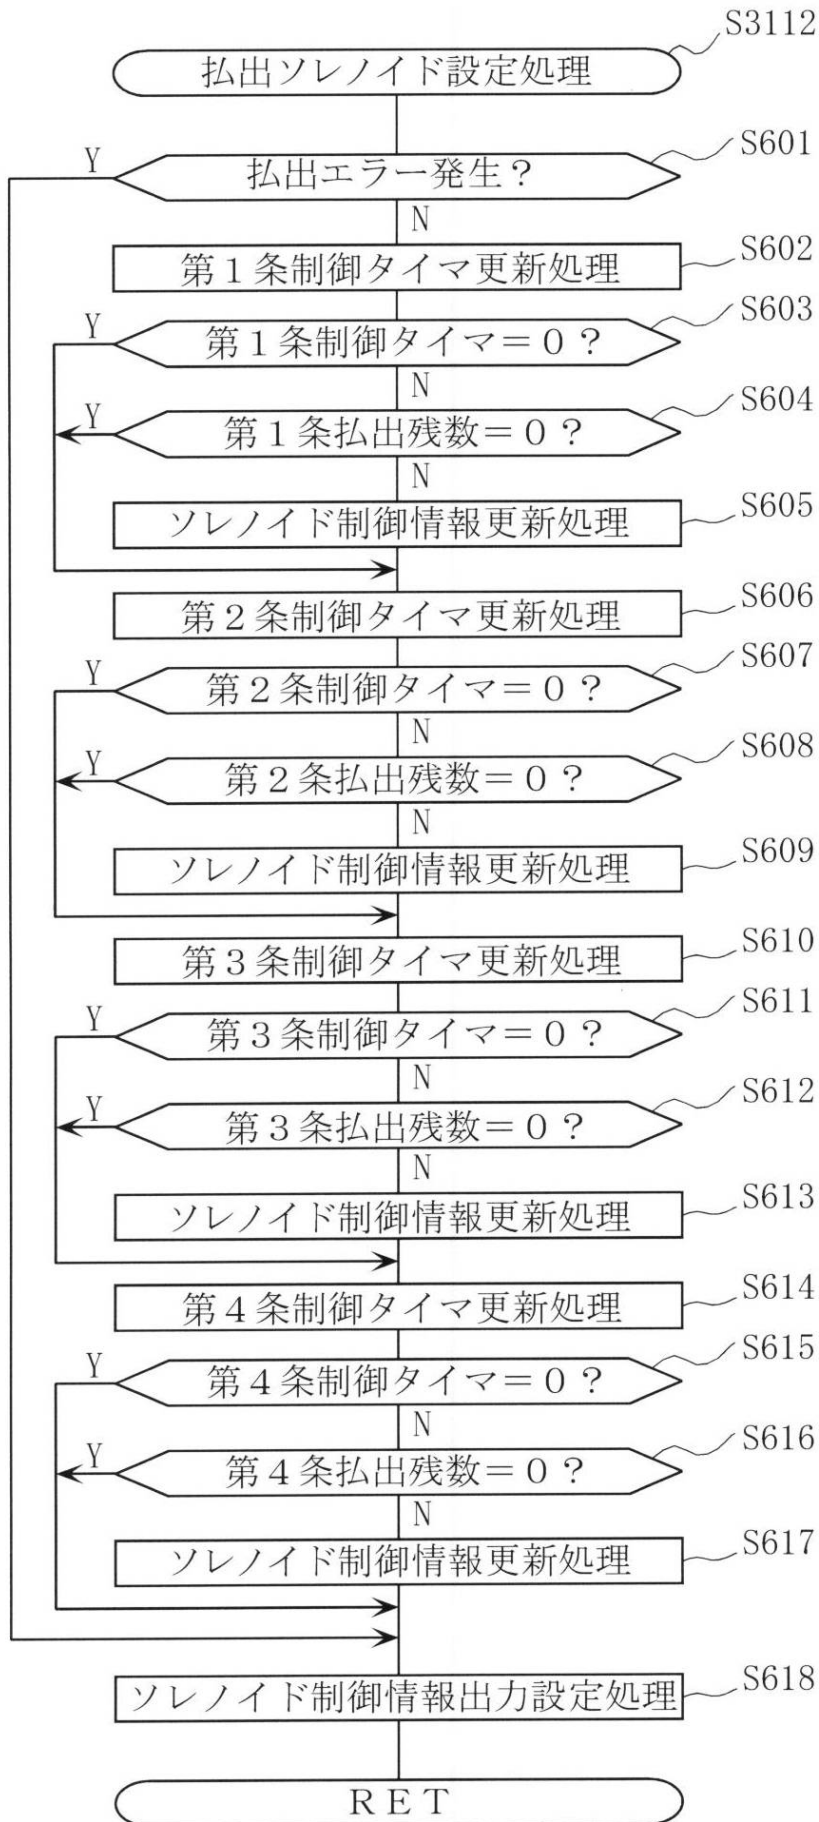 S3112
払出ソレノイド設定処理
S601
Y
払出エラー発生？
N
S602
第１条制御タイマ更新処理
S603
Y
第１条制御タイマ＝０？
N
S604
Y
第１条払出残数＝０？
N
S605
ソレノイド制御情報更新処理
S606
第２条制御タイマ更新処理
S607
Y
第２条制御タイマ＝０？
N
S608
Y
第２条払出残数＝０？
N
S609
ソレノイド制御情報更新処理
S610
第３条制御タイマ更新処理
S611
Y
第３条制御タイマ＝０？
N
S612
Y
第３条払出残数＝０？
N
S613
ソレノイド制御情報更新処理
S614
第４条制御タイマ更新処理
S615
Y
第４条制御タイマ＝０？
N
S616
Y
第４条払出残数＝０？
N
S617
ソレノイド制御情報更新処理
S618
ソレノイド制御情報出力設定処理
ＲＥＴ